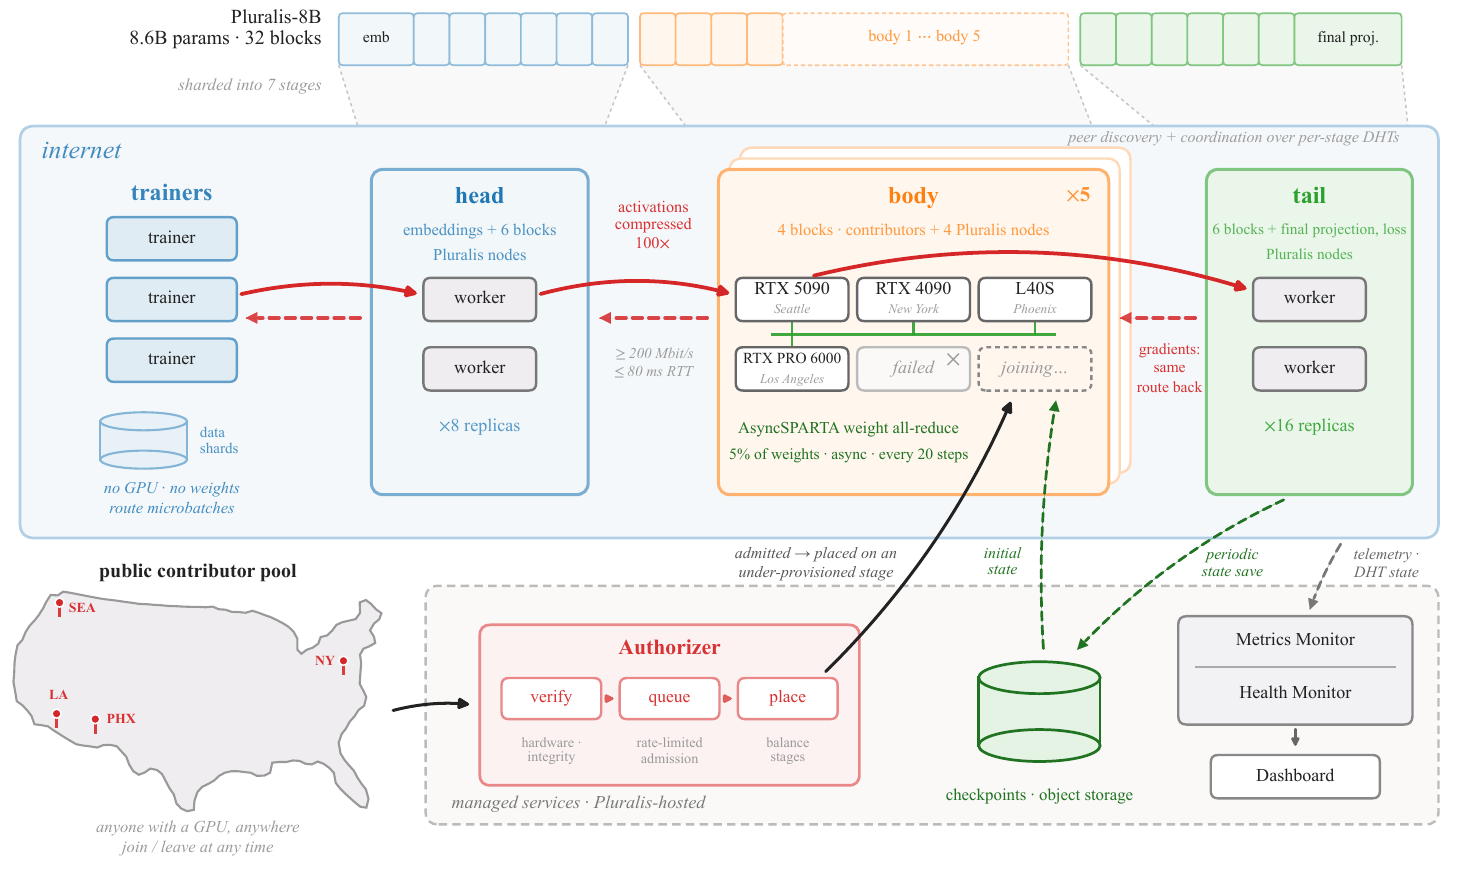 Pluralis-8B
8.6B params · 32 blocks
sharded into 7 stages
emb
body 1 ··· body 5
final proj.
internet
peer discovery + coordination over per-stage DHTs
trainers
trainer
trainer
trainer
data
shards
no GPU · no weights
route microbatches
head
embeddings + 6 blocks
Pluralis nodes
worker
worker
×8 replicas
activations
compressed
100×
≥ 200 Mbit/s
≤ 80 ms RTT
body
×5
4 blocks · contributors + 4 Pluralis nodes
RTX 5090
Seattle
RTX 4090
New York
L40S
Phoenix
RTX PRO 6000
Los Angeles
failed ×
joining...
AsyncSPARTA weight all-reduce
5% of weights · async · every 20 steps
gradients:
same
route back
tail
6 blocks + final projection, loss
Pluralis nodes
worker
worker
×16 replicas
admitted → placed on an
under-provisioned stage
initial
state
periodic
state save
telemetry ·
DHT state
public contributor pool
SEA
NY
LA
PHX
anyone with a GPU, anywhere
join / leave at any time
Authorizer
verify
queue
place
hardware ·
integrity
rate-limited
admission
balance
stages
managed services · Pluralis-hosted
checkpoints · object storage
Metrics Monitor
Health Monitor
Dashboard